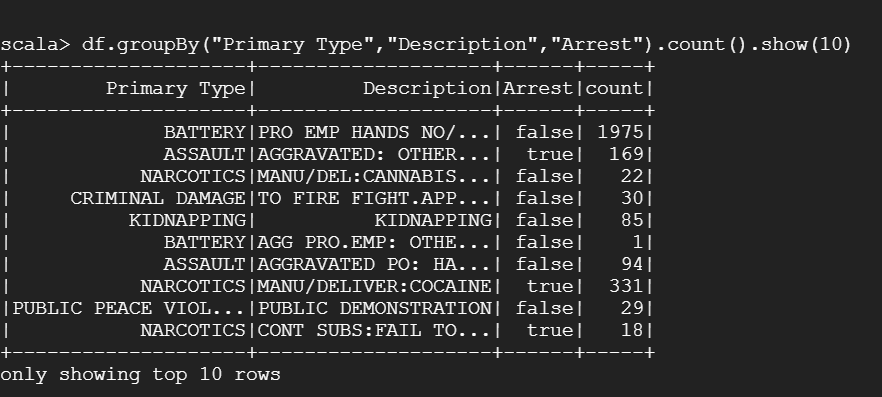 scala> df.groupBy("Primary Type","Description","Arrest").count().show(10)
+--------------------+--------------------+------+-----+
|        Primary Type|         Description|Arrest|count|
+--------------------+--------------------+------+-----+
|             BATTERY|PRO EMP HANDS NO/...| false| 1975|
|             ASSAULT|AGGRAVATED: OTHER...|  true|  169|
|           NARCOTICS|MANU/DEL:CANNABIS...| false|   22|
|     CRIMINAL DAMAGE|TO FIRE FIGHT.APP...| false|   30|
|          KIDNAPPING|          KIDNAPPING| false|   85|
|             BATTERY|AGG PRO.EMP: OTHE...| false|    1|
|             ASSAULT|AGGRAVATED PO: HA...| false|   94|
|           NARCOTICS|MANU/DELIVER:COCAINE|  true|  331|
|PUBLIC PEACE VIOL...|PUBLIC DEMONSTRATION| false|   29|
|           NARCOTICS|CONT SUBS:FAIL TO...|  true|   18|
+--------------------+--------------------+------+-----+
only showing top 10 rows